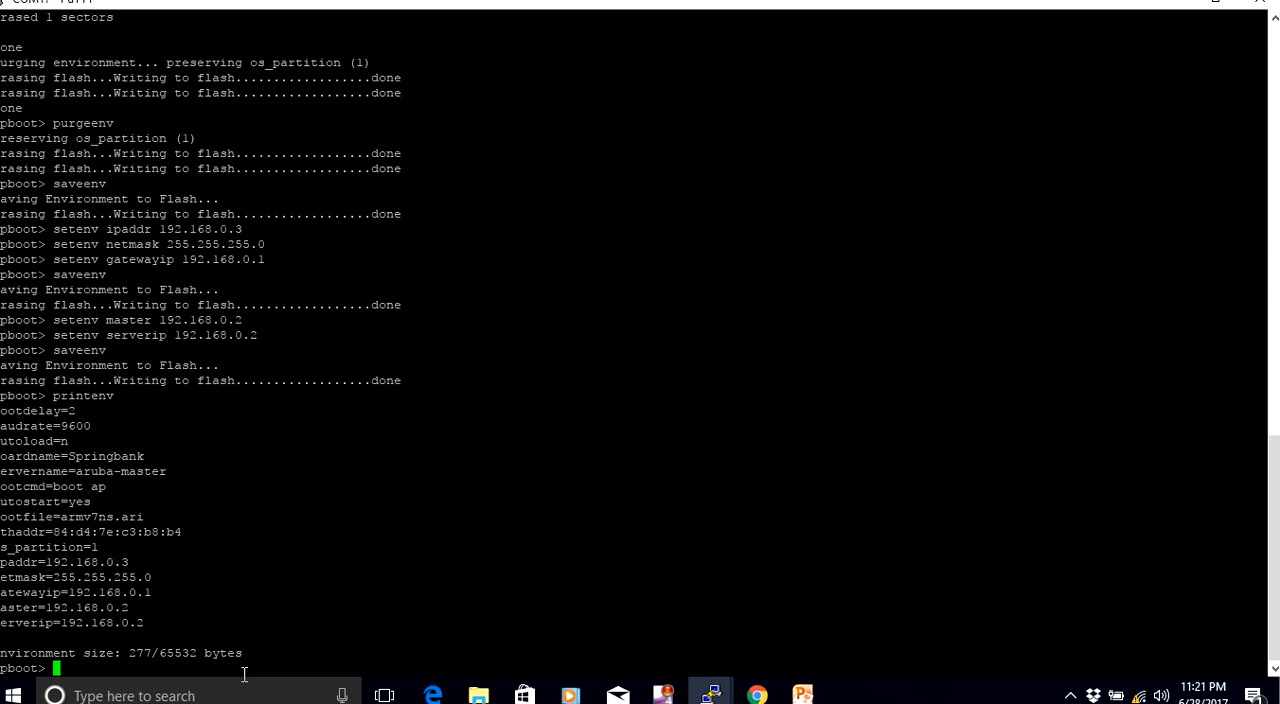 rased 1 sectors
one
urging environment... preserving os_partition (1)
rasing flash...Writing to flash..................done
rasing flash...Writing to flash..................done
one
pboot> purgeenv
reserving os_partition (1)
rasing flash...Writing to flash..................done
rasing flash...Writing to flash..................done
pboot> saveenv
aving Environment to Flash...
rasing flash...Writing to flash..................done
pboot> setenv ipaddr 192.168.0.3
pboot> setenv netmask 255.255.255.0
pboot> setenv gatewayip 192.168.0.1
pboot> saveenv
aving Environment to Flash...
rasing flash...Writing to flash..................done
pboot> setenv master 192.168.0.2
pboot> setenv serverip 192.168.0.2
pboot> saveenv
aving Environment to Flash...
rasing flash...Writing to flash..................done
pboot> printenv
ootdelay=2
audrate=9600
utoload=n
oardname=Springbank
ervername=aruba-master
ootcmd=boot ap
utostart=yes
ootfile=armv7ns.ari
thaddr=84:d4:7e:c3:b8:b4
s_partition=1
paddr=192.168.0.3
etmask=255.255.255.0
atewayip=192.168.0.1
aster=192.168.0.2
erverip=192.168.0.2
nvironment size: 277/65532 bytes
pboot>
Type here to search
11:21 PM
6/28/2017